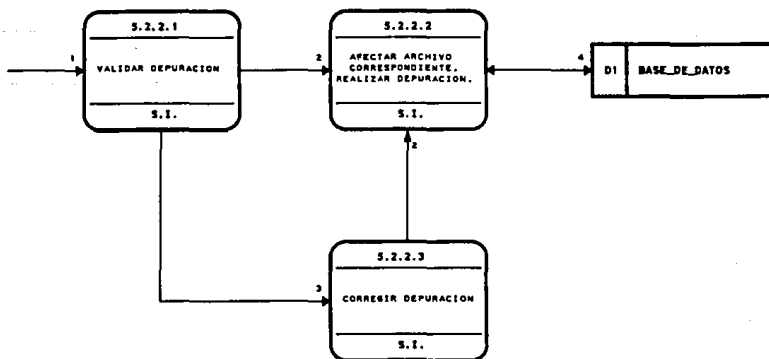 5.2.2.1
VALIDAR DEPURACION
S.I.
1
2
5.2.2.2
AFECTAR ARCHIVO
CORRESPONDIENTE.
REALIZAR DEPURACION.
S.I.
4
D1 BASE_DE_DATOS
2
3
5.2.2.3
CORREGIR DEPURACION
S.I.